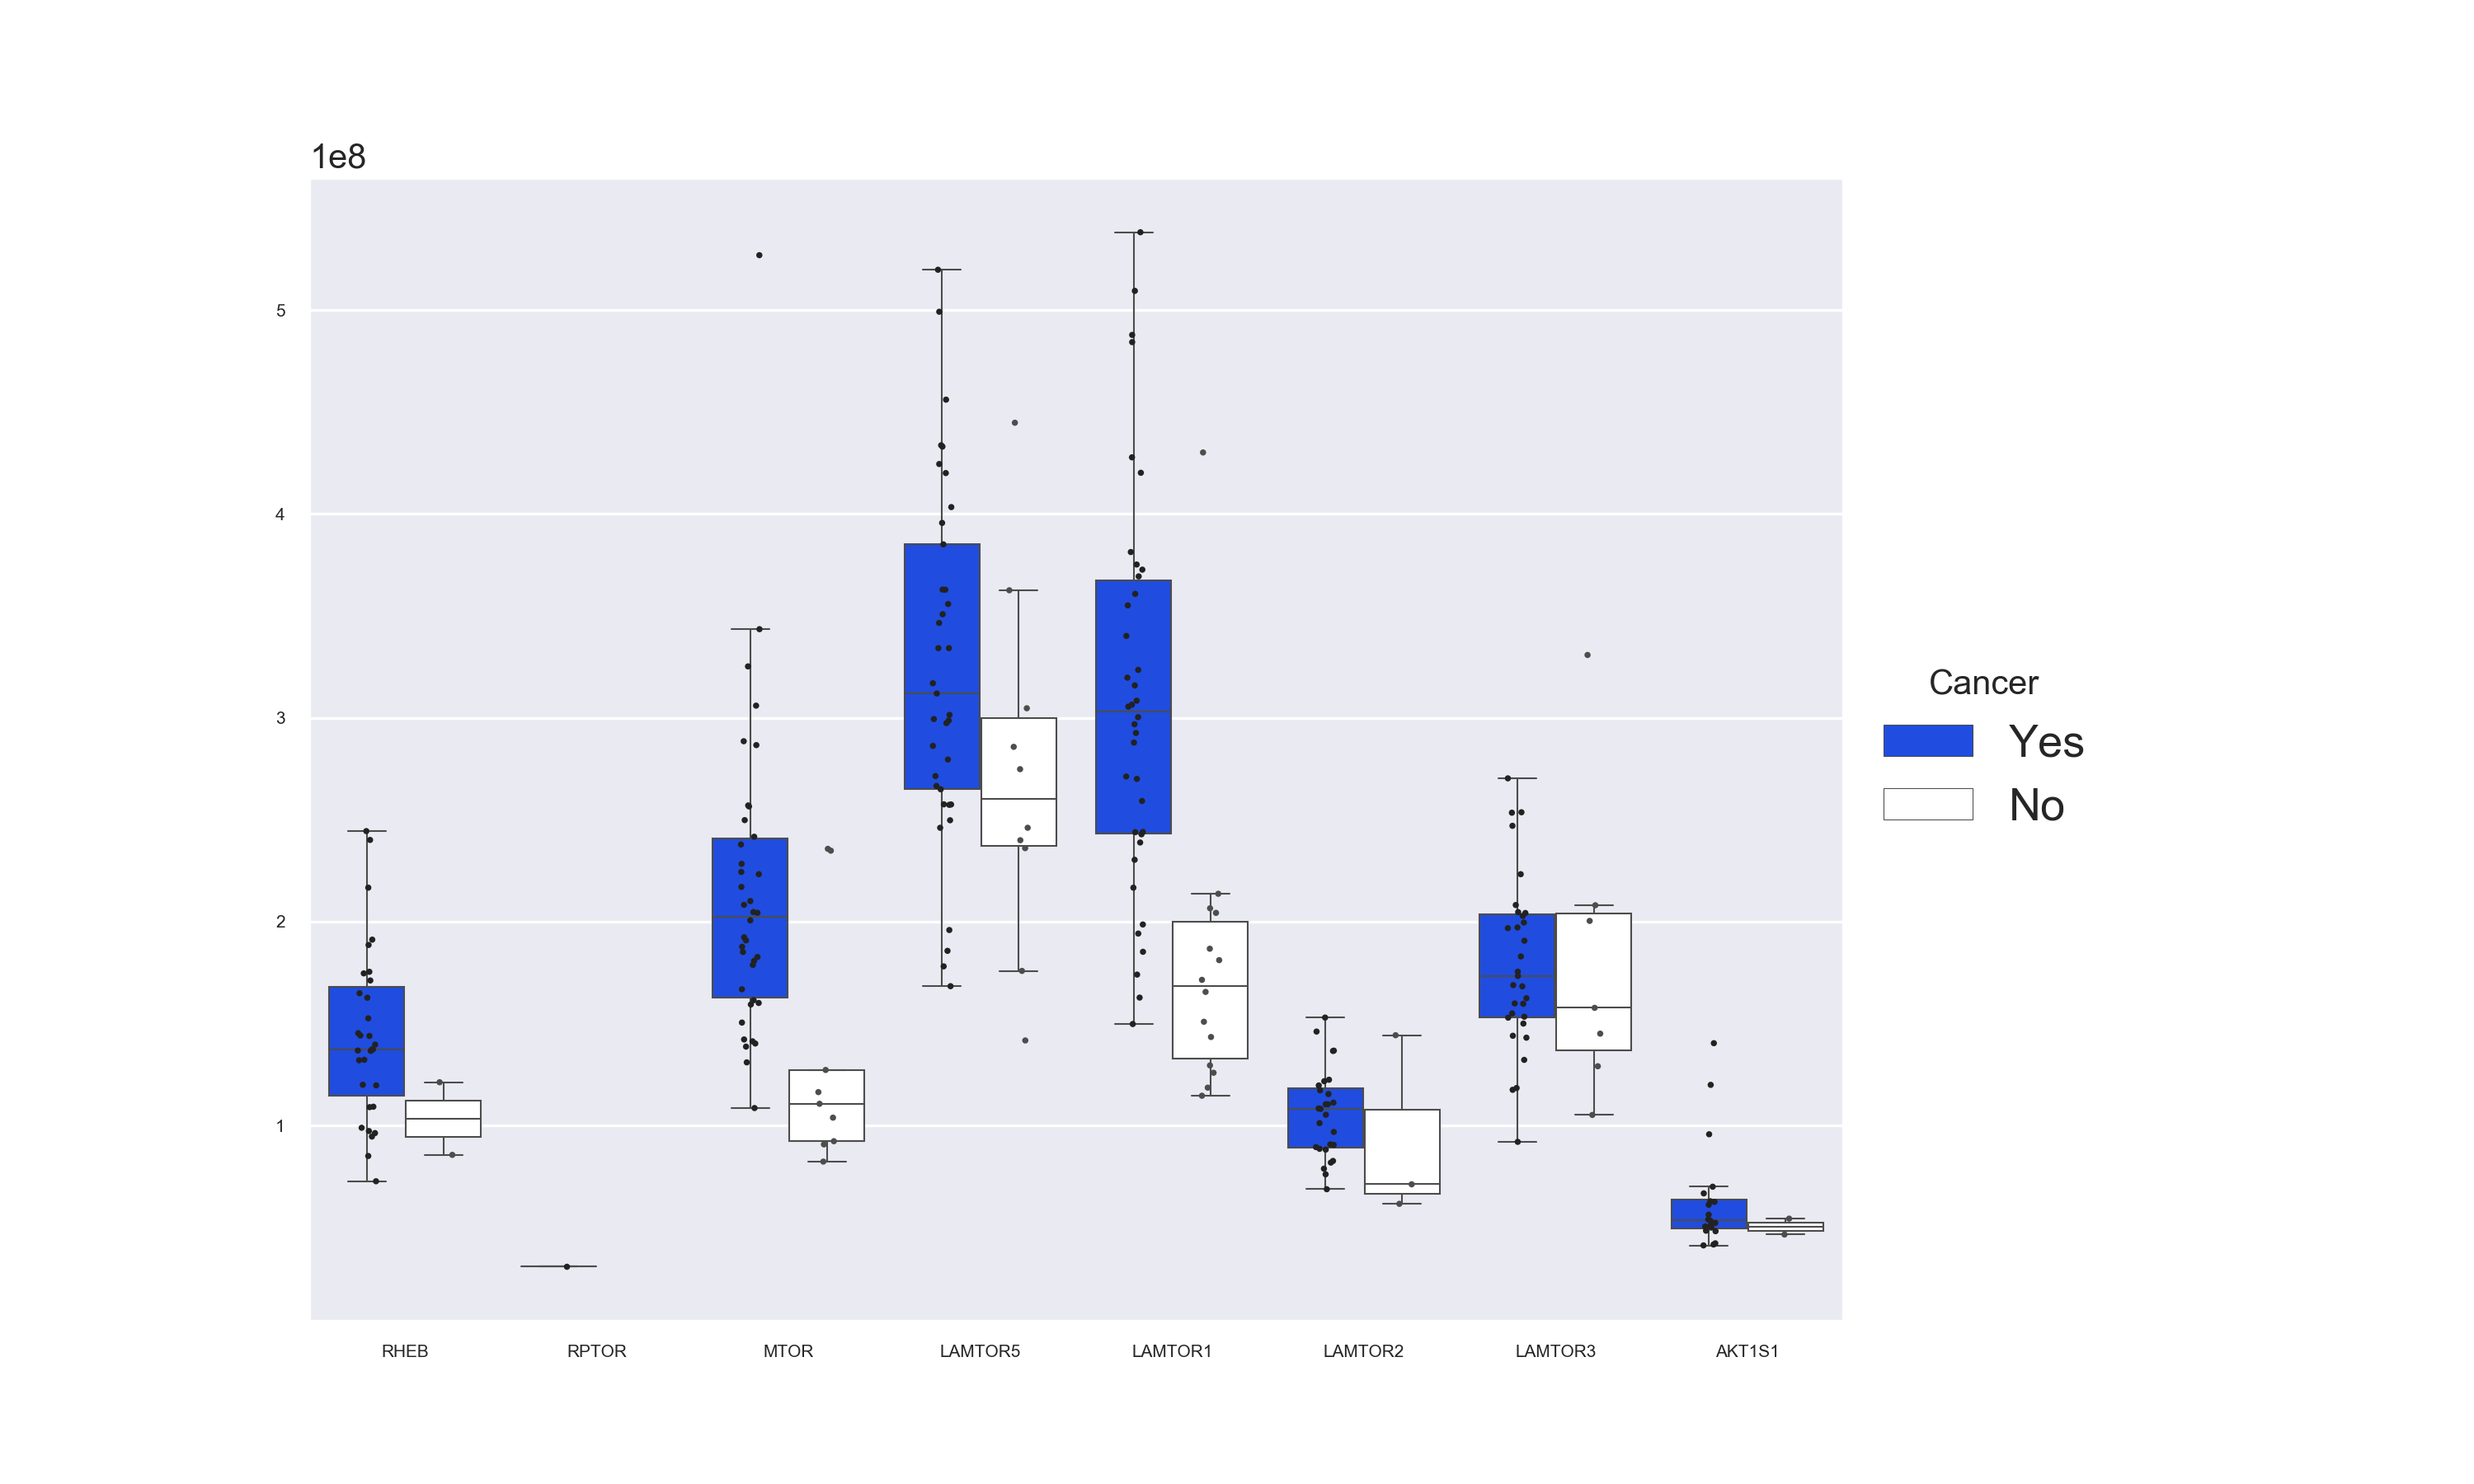 1e8
5
4
3
2
1
RHEB RPTOR MTOR LAMTOR5 LAMTOR1 LAMTOR2 LAMTOR3 AKT1S1
Cancer
Yes
No